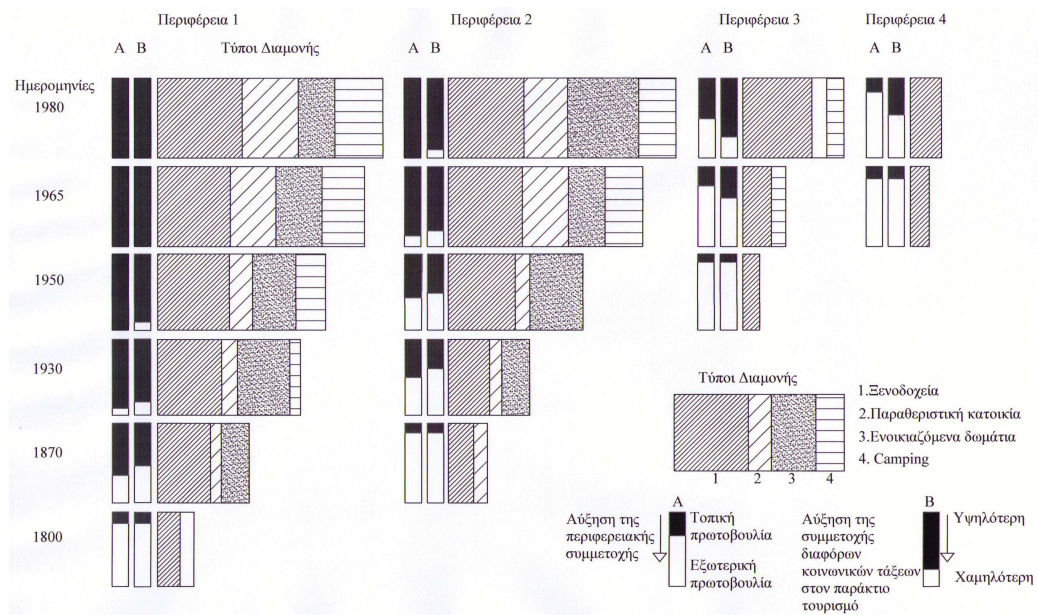 Περιφέρεια 1
Περιφέρεια 2
Περιφέρεια 3
Περιφέρεια 4
Α Β Τύποι Διαμονής
Α Β
Α Β
Α Β
Ημερομηνίες
1980
1965
1950
1930
1870
1800
Τύποι Διαμονής
1 2 3 4
1.Ξενοδοχεία
2.Παραθεριστική κατοικία
3.Ενοικιαζόμενα δωμάτια
4. Camping
Αύξηση της
περιφερειακής
συμμετοχής
Α
Τοπική
πρωτοβουλία
Εξωτερική
πρωτοβουλία
Αύξηση της
συμμετοχής
διαφόρων
κοινωνικών τάξεων
στον παράκτιο
τουρισμό
Β
Υψηλότερη
Χαμηλότερη